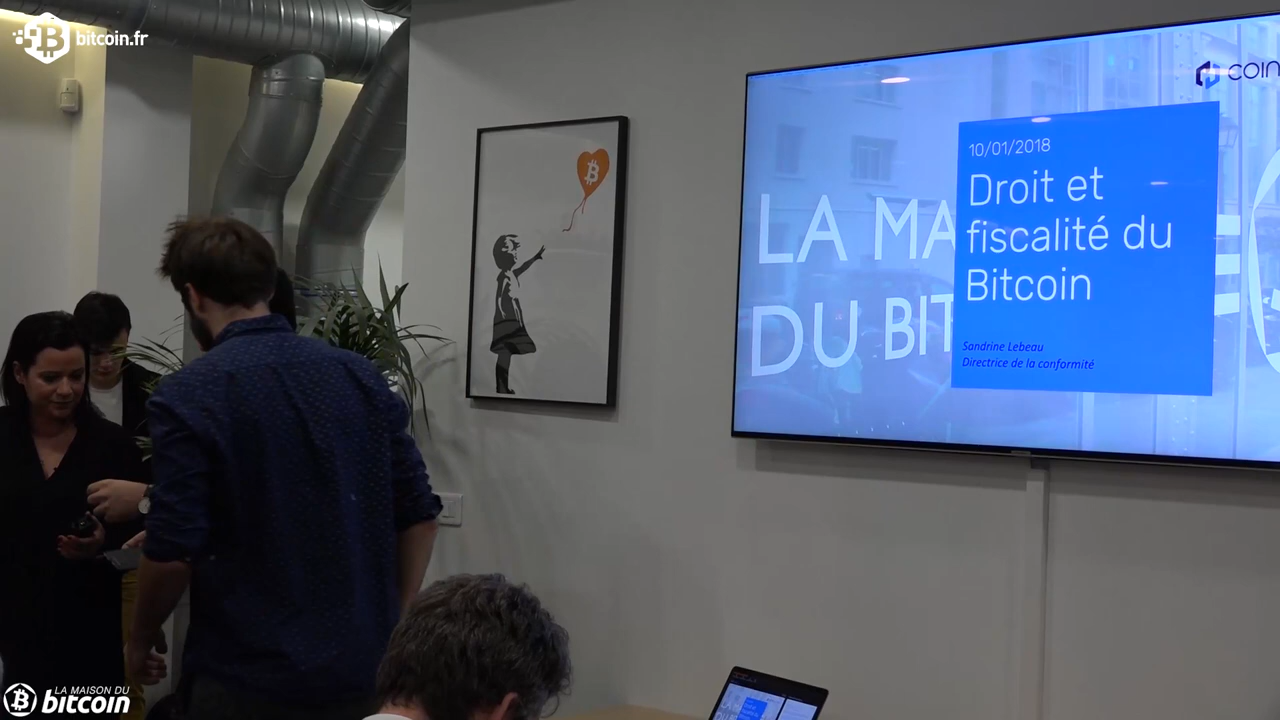 bitcoin.fr
COIN
10/01/2018
Droit et
fiscalité du
Bitcoin
Sandrine Lebeau
Directrice de la conformité
LA MA
DU BIT
LA MAISON DU
bitcoin